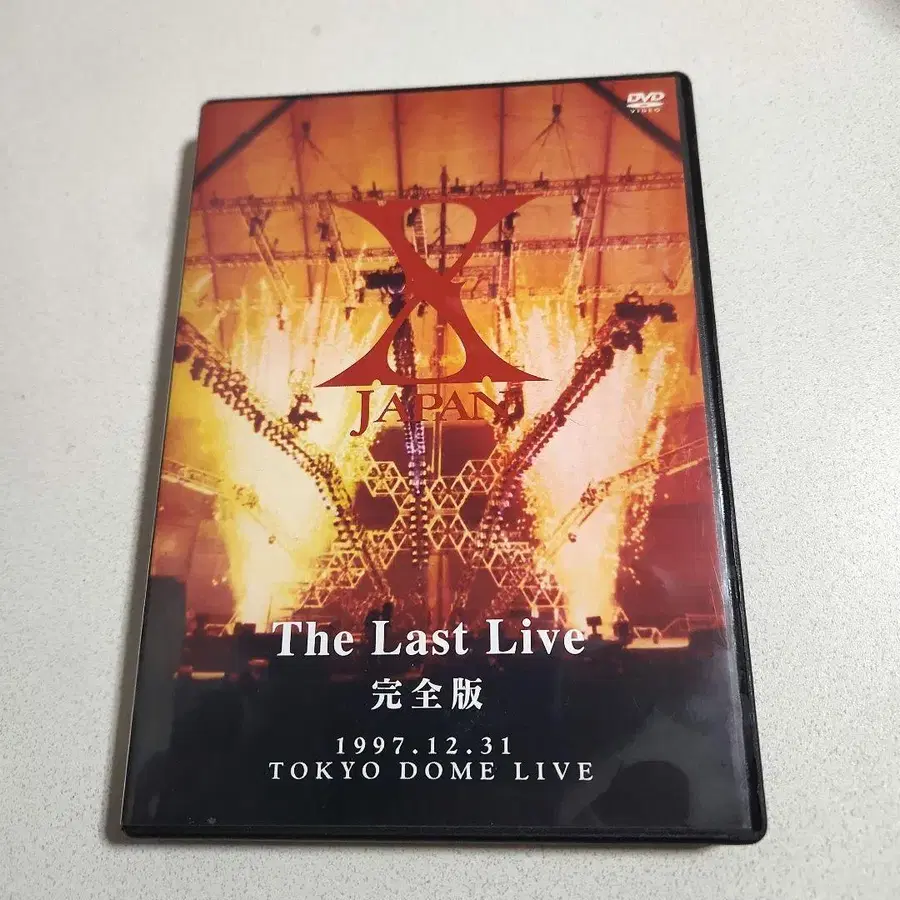 DVD
VIDEO
X
JAPAN
The Last Live
完全版
1997.12.31
TOKYO DOME LIVE